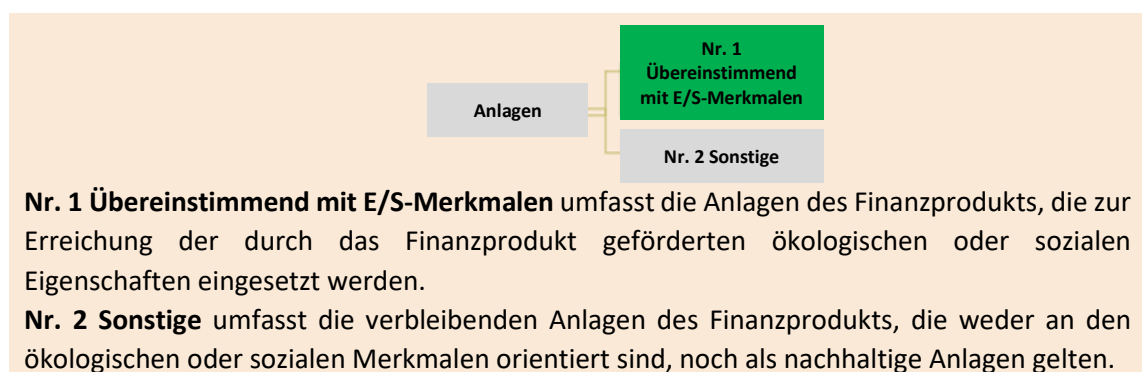 Nr. 1
Übereinstimmend
mit E/S-Merkmalen
Anlagen
Nr. 2 Sonstige
Nr. 1 Übereinstimmend mit E/S-Merkmalen umfasst die Anlagen des Finanzprodukts, die zur
Erreichung der durch das Finanzprodukt geförderten ökologischen oder sozialen
Eigenschaften eingesetzt werden.
Nr. 2 Sonstige umfasst die verbleibenden Anlagen des Finanzprodukts, die weder an den
ökologischen oder sozialen Merkmalen orientiert sind, noch als nachhaltige Anlagen gelten.